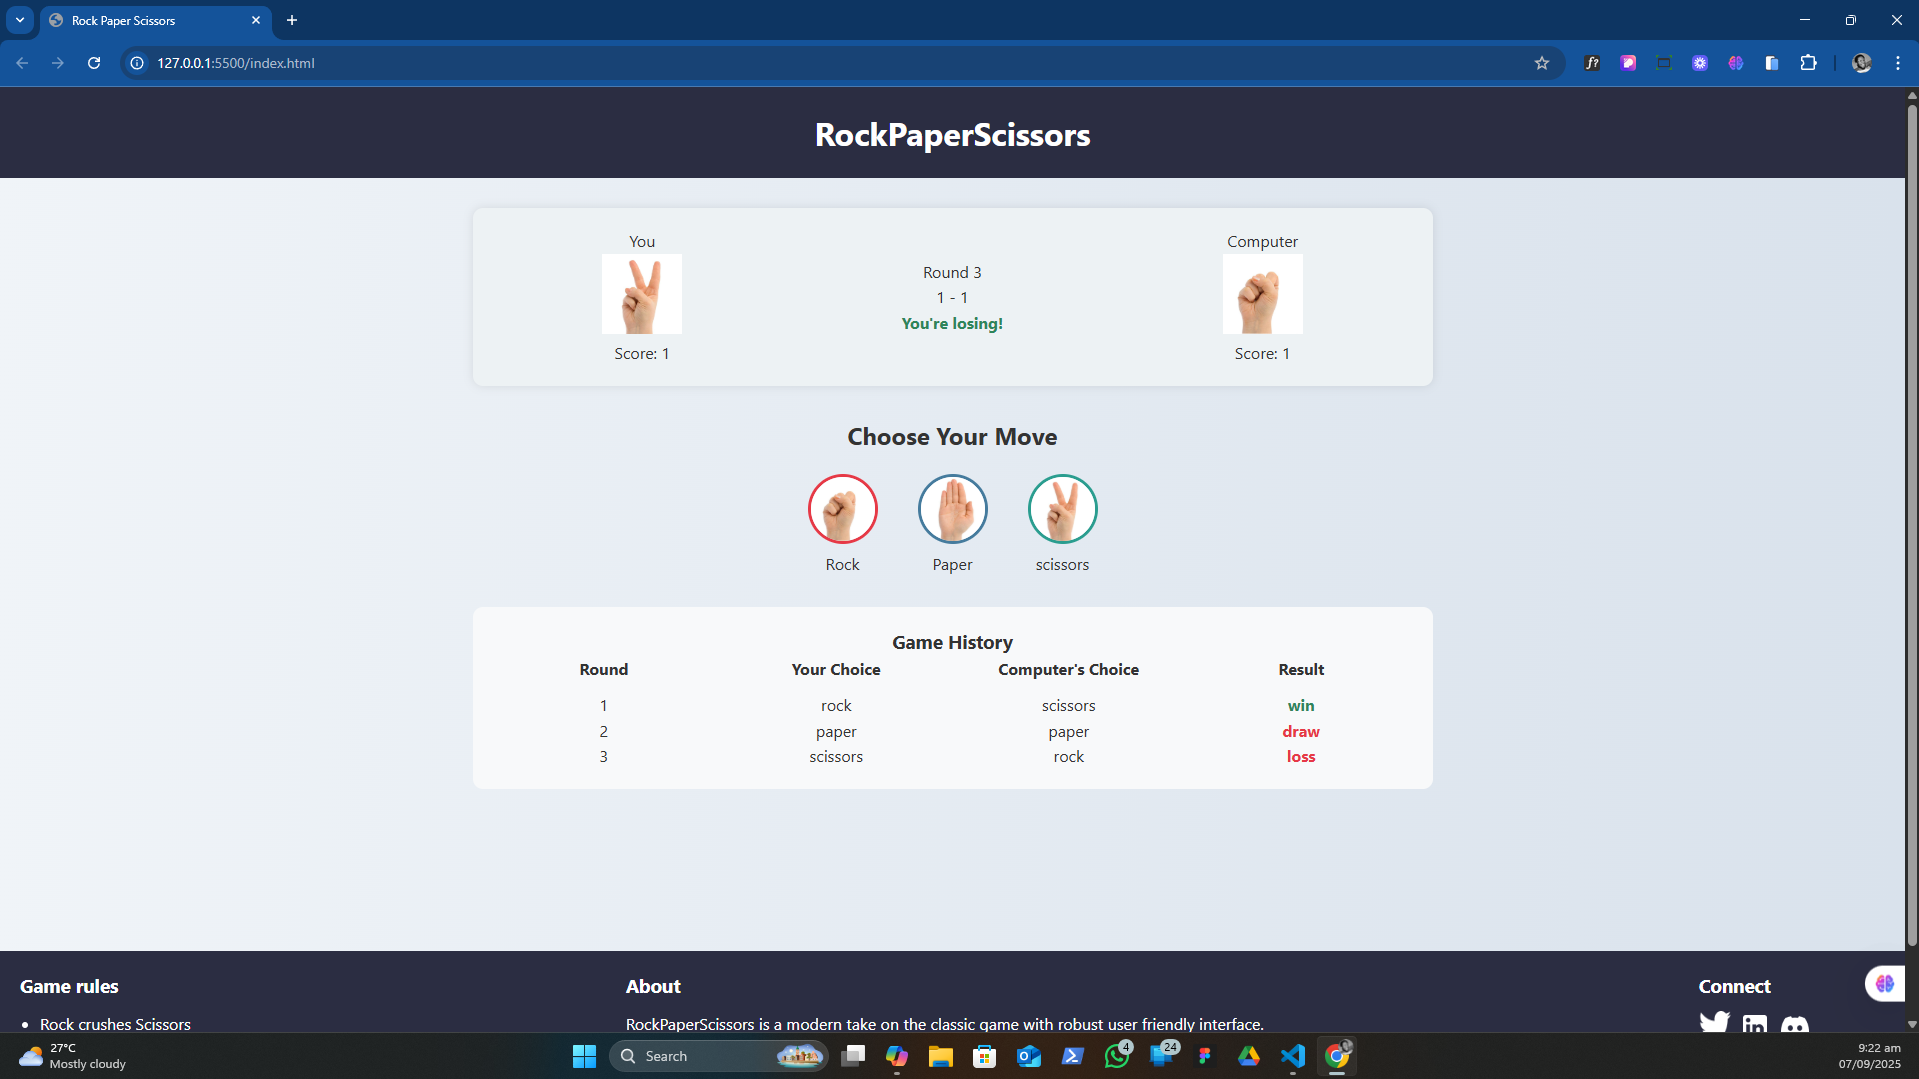 Rock Paper Scissors
127.0.0.1:5500/index.html
f?
RockPaperScissors
You
Computer
Round 3
1 - 1
You're losing!
Score: 1
Score: 1
Choose Your Move
Rock
Paper
scissors
Game History
Round Your Choice Computer's Choice Result
1 rock scissors win
2 paper paper draw
3 scissors rock loss
Game rules
About
Connect
Rock crushes Scissors
RockPaperScissors is a modern take on the classic game with robust user friendly interface.
27°C
Mostly cloudy
Search
4
24
9:22 am
07/09/2025